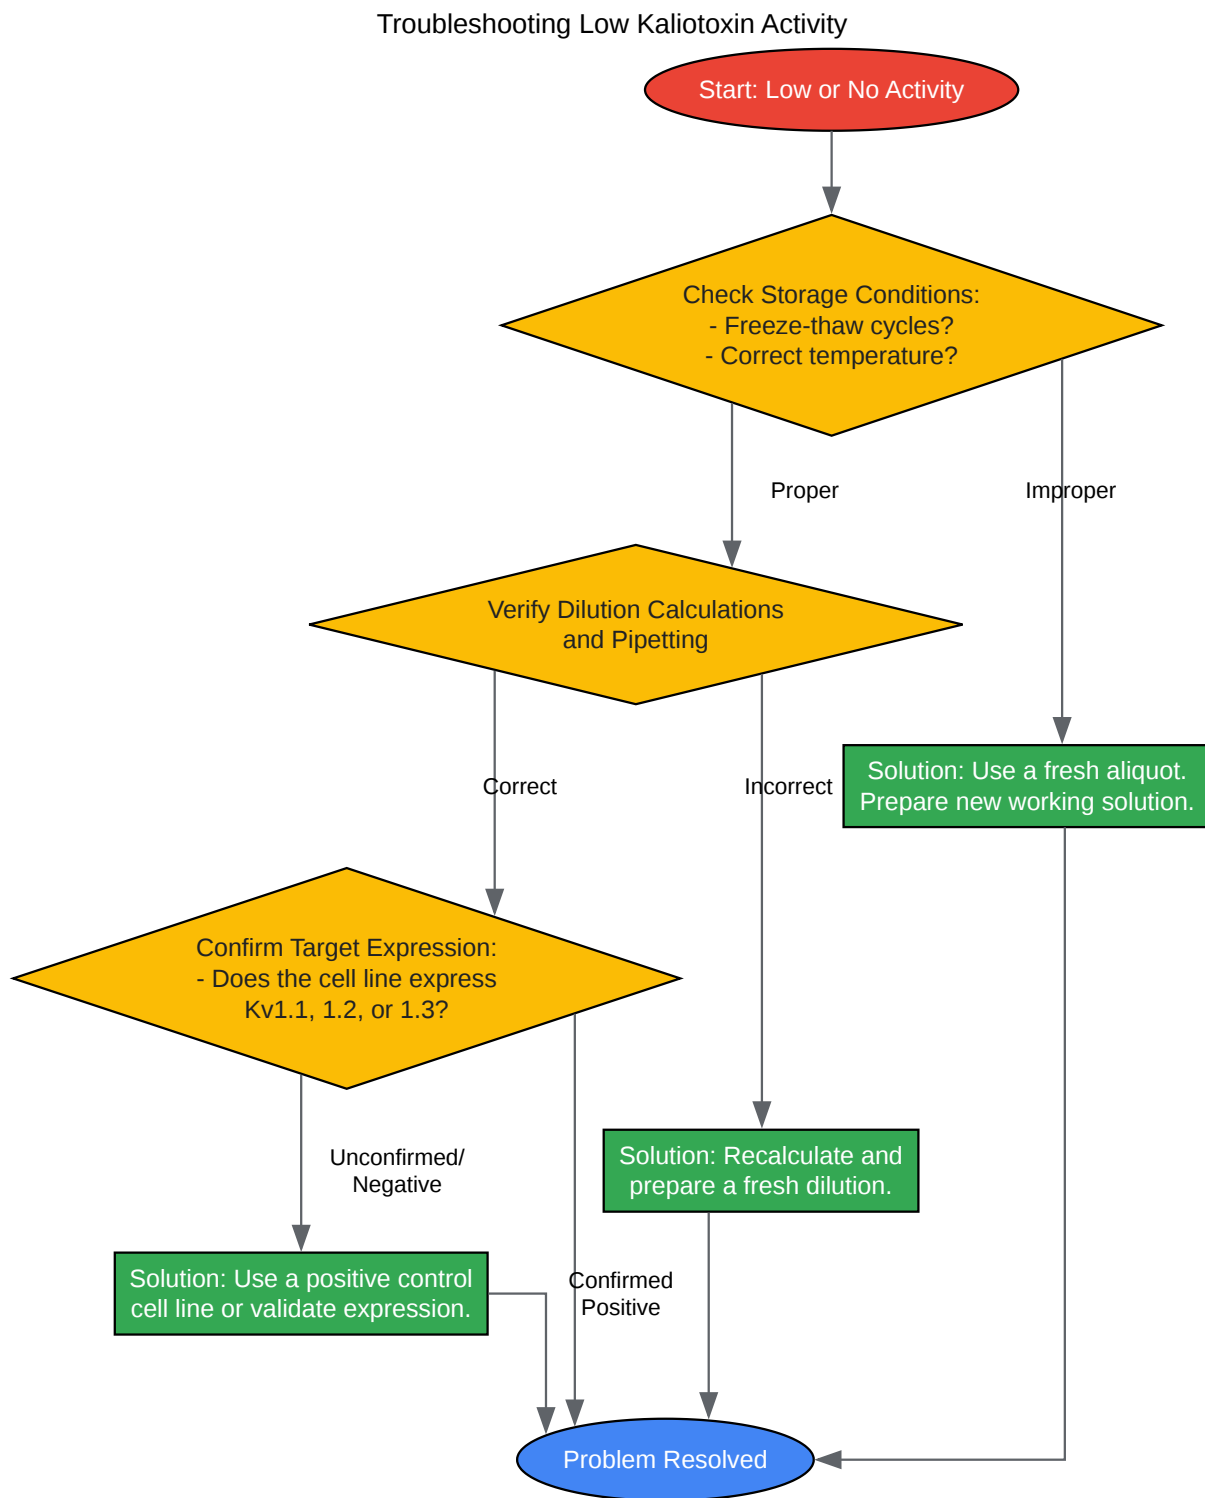 Troubleshooting Low Kaliotoxin Activity
Start: Low or No Activity
Check Storage Conditions:
- Freeze-thaw cycles?
- Correct temperature?
Proper
Improper
Verify Dilution Calculations
and Pipetting
Correct
Incorrect
Solution: Use a fresh aliquot.
Prepare new working solution.
Confirm Target Expression:
- Does the cell line express
Kv1.1, 1.2, or 1.3?
Unconfirmed/
Negative
Solution: Recalculate and
prepare a fresh dilution.
Solution: Use a positive control
cell line or validate expression.
Confirmed
Positive
Problem Resolved